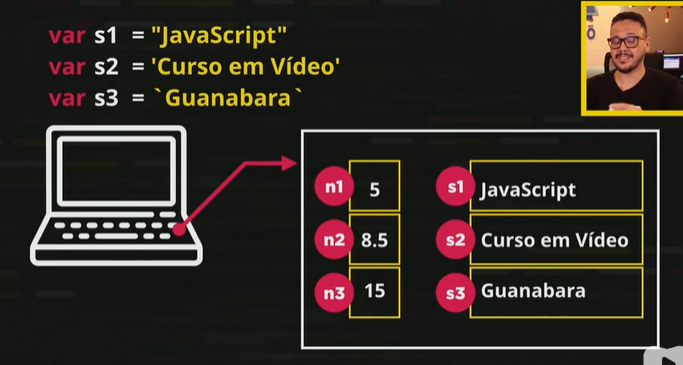 var s1 = "JavaScript"
var s2 = 'Curso em Vídeo'
var s3 = `Guanabara`
n1 5 s1 JavaScript
n2 8.5 s2 Curso em Vídeo
n3 15 s3 Guanabara